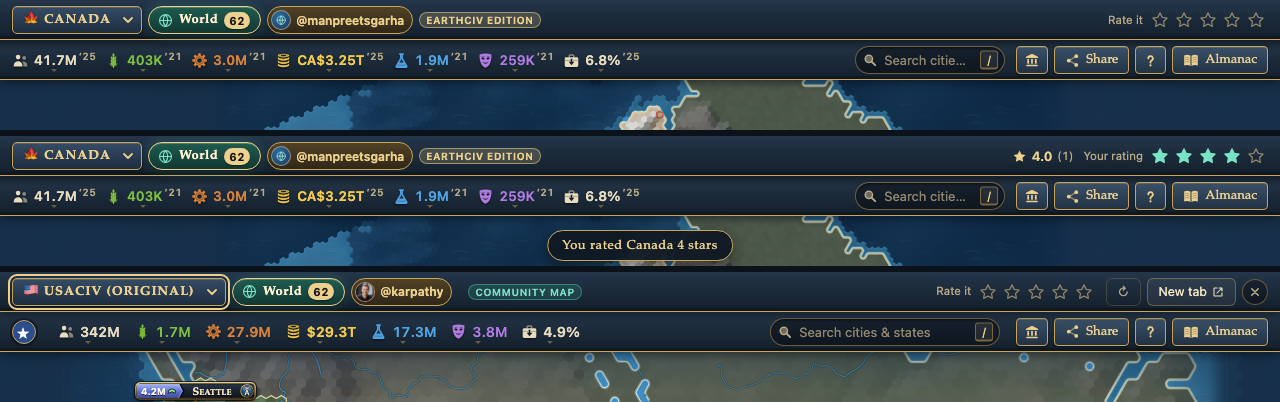 CANADA World 62 @manpreetsgarha EARTHCIV EDITION Rate it
41.7M '25 403K '21 3.0M '21 CA$3.25T '25 1.9M '21 259K '21 6.8% '25 Search citie... / Share ? Almanac
CANADA World 62 @manpreetsgarha EARTHCIV EDITION 4.0 (1) Your rating
41.7M '25 403K '21 3.0M '21 CA$3.25T '25 1.9M '21 259K '21 6.8% '25 Search citie... / Share ? Almanac
You rated Canada 4 stars
USACIV (ORIGINAL) World 62 @karpathy COMMUNITY MAP Rate it New tab
342M 1.7M 27.9M $29.3T 17.3M 3.8M 4.9% Search cities & states / Share ? Almanac
4.2M SEATTLE